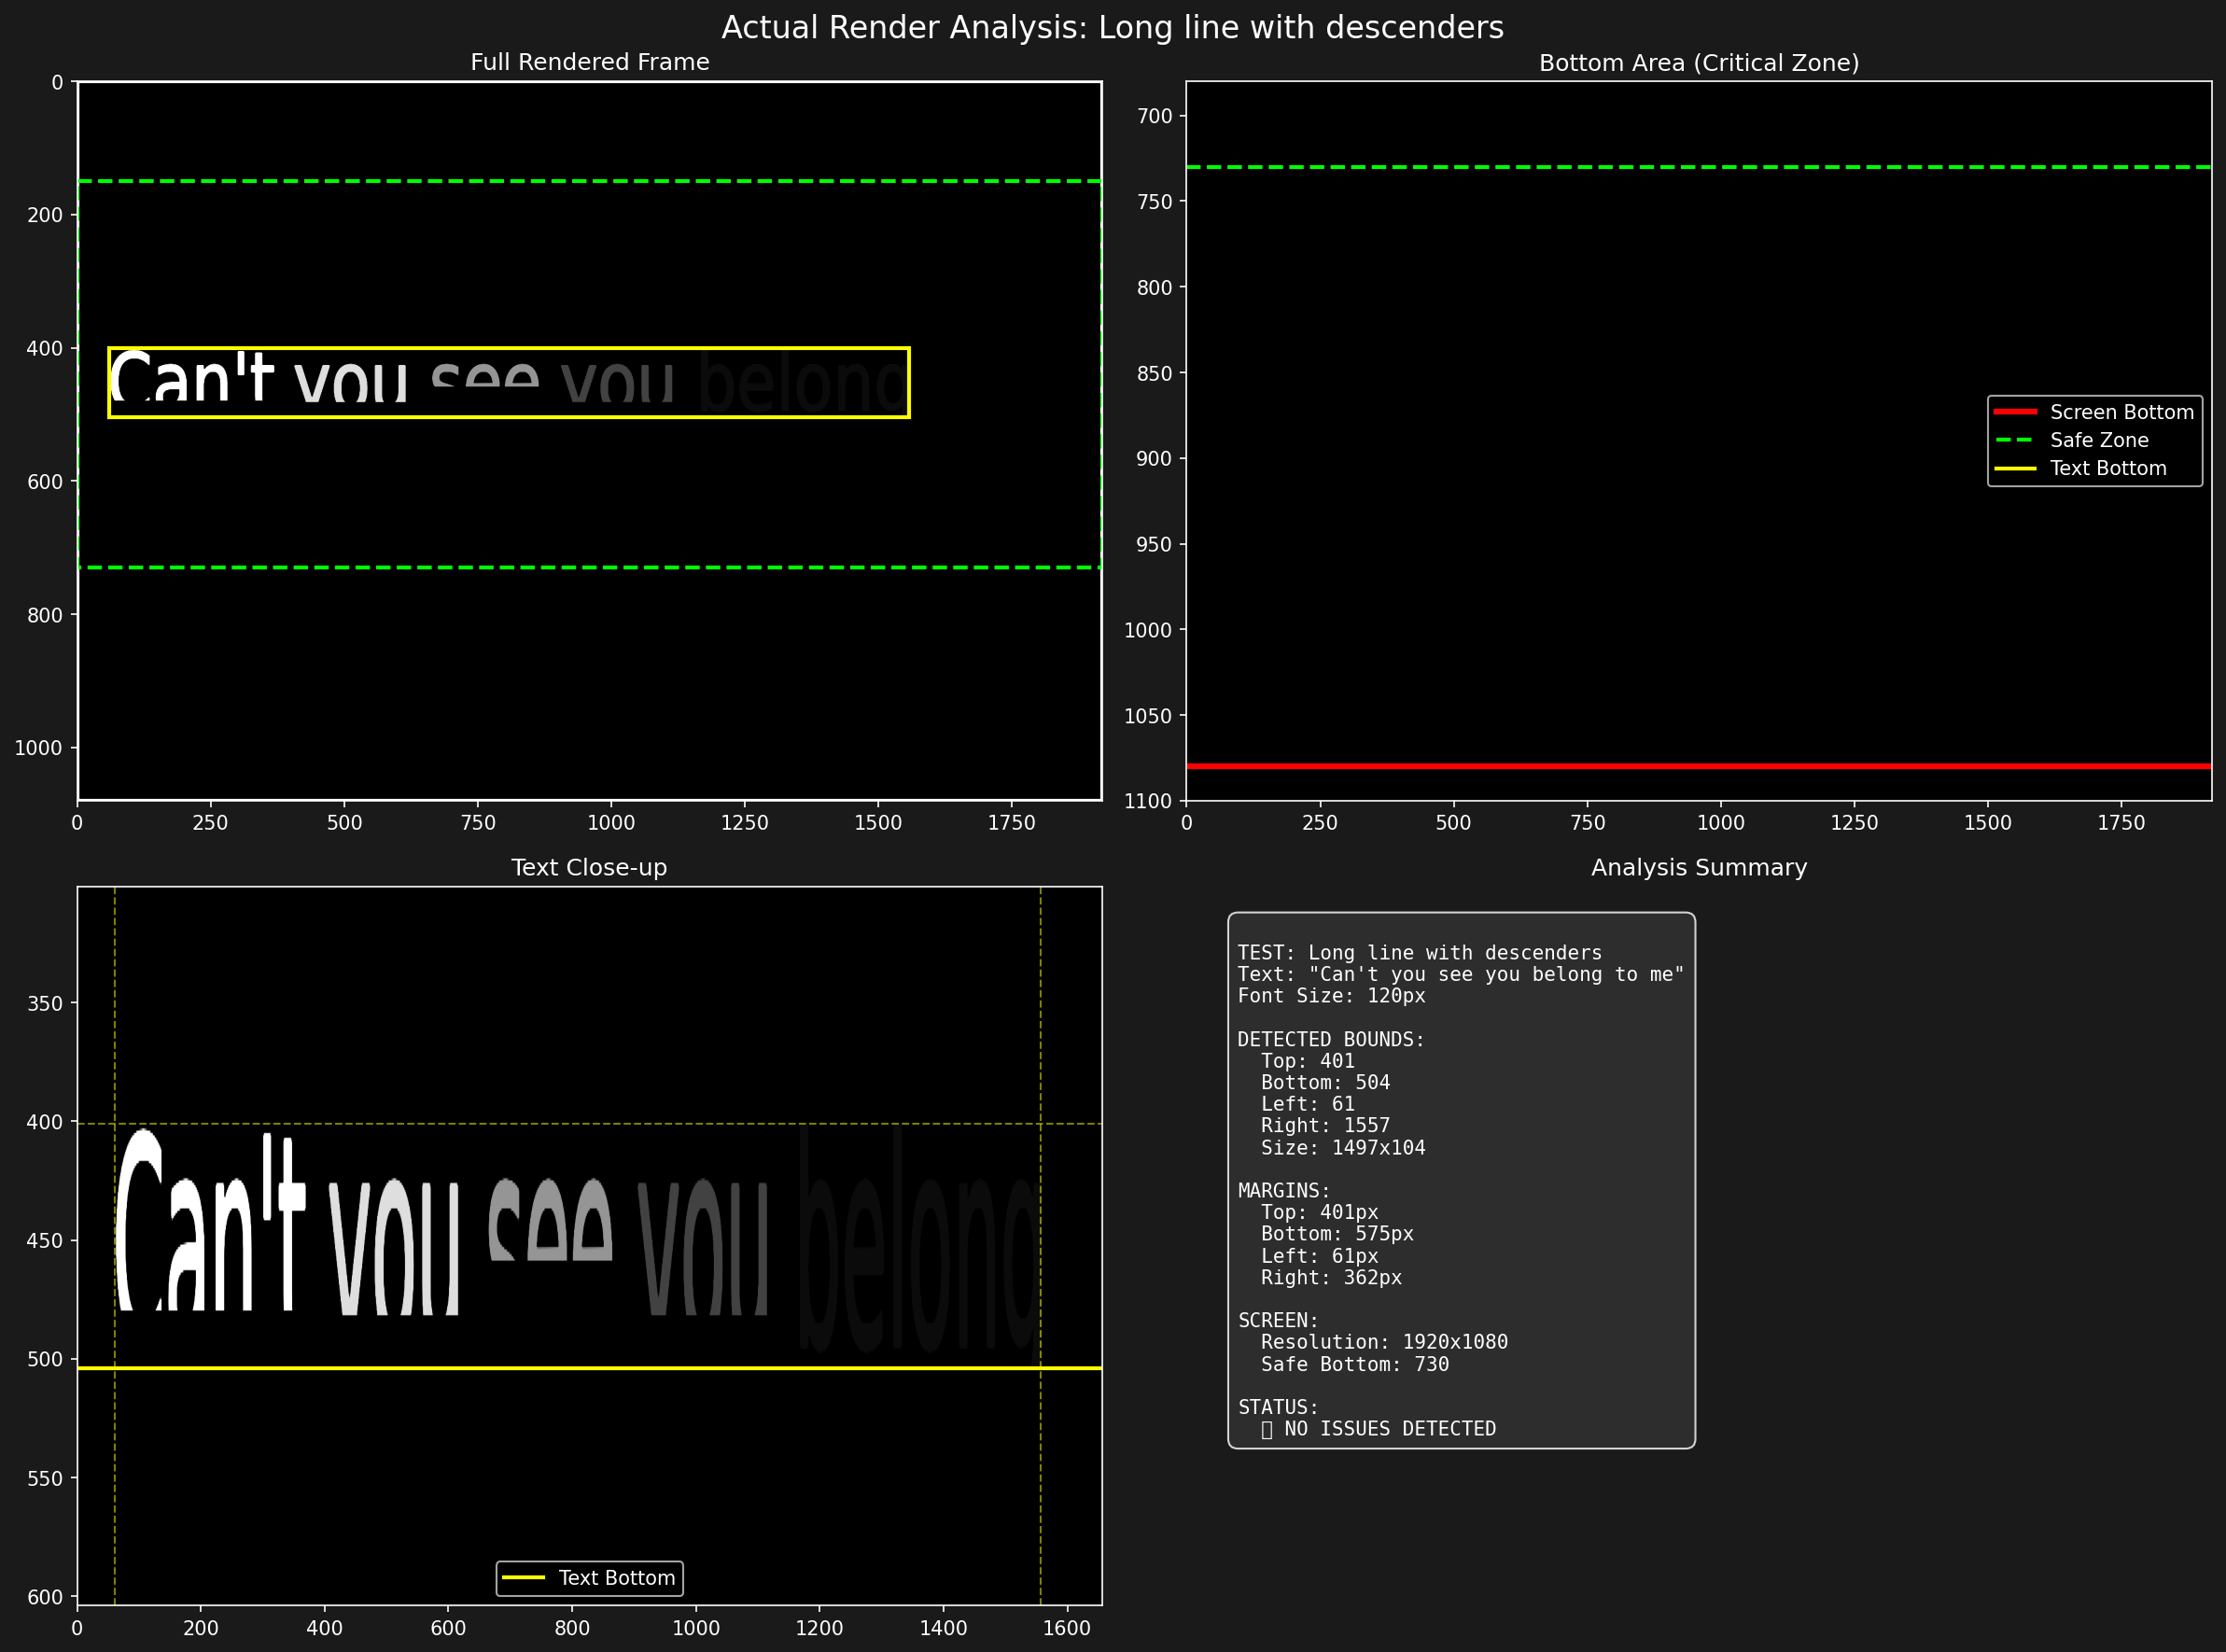 Actual Render Analysis: Long line with descenders
Full Rendered Frame
0
200
400
600
800
1000
Can't you see you belong
0 250 500 750 1000 1250 1500 1750
Bottom Area (Critical Zone)
700
750
800
850
900
950
1000
1050
1100
Screen Bottom
Safe Zone
Text Bottom
0 250 500 750 1000 1250 1500 1750
Text Close-up
350
400
450
500
550
600
Can't you see you belong
Text Bottom
0 200 400 600 800 1000 1200 1400 1600
Analysis Summary
TEST: Long line with descenders
Text: "Can't you see you belong to me"
Font Size: 120px
DETECTED BOUNDS:
Top: 401
Bottom: 504
Left: 61
Right: 1557
Size: 1497x104
MARGINS:
Top: 401px
Bottom: 575px
Left: 61px
Right: 362px
SCREEN:
Resolution: 1920x1080
Safe Bottom: 730
STATUS:
NO ISSUES DETECTED